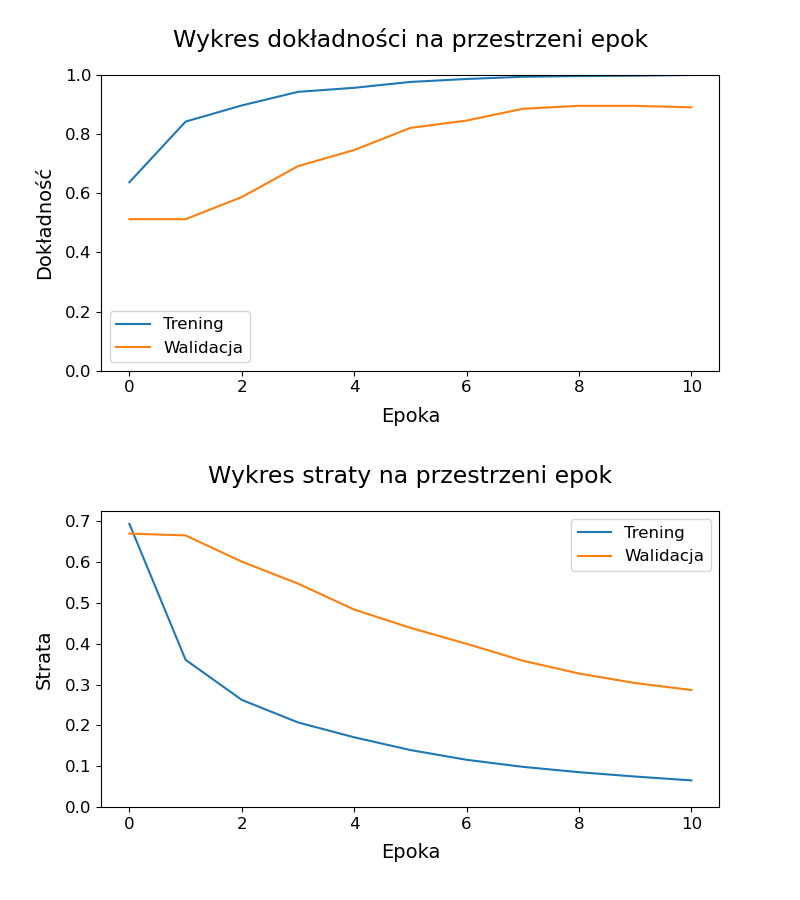 Wykres dokładności na przestrzeni epok
1.0
0.8
0.6
0.4
0.2
0.0
Dokładność
Trening
Walidacja
0 2 4 6 8 10
Epoka
Wykres straty na przestrzeni epok
0.7
0.6
0.5
0.4
0.3
0.2
0.1
0.0
Strata
Trening
Walidacja
0 2 4 6 8 10
Epoka